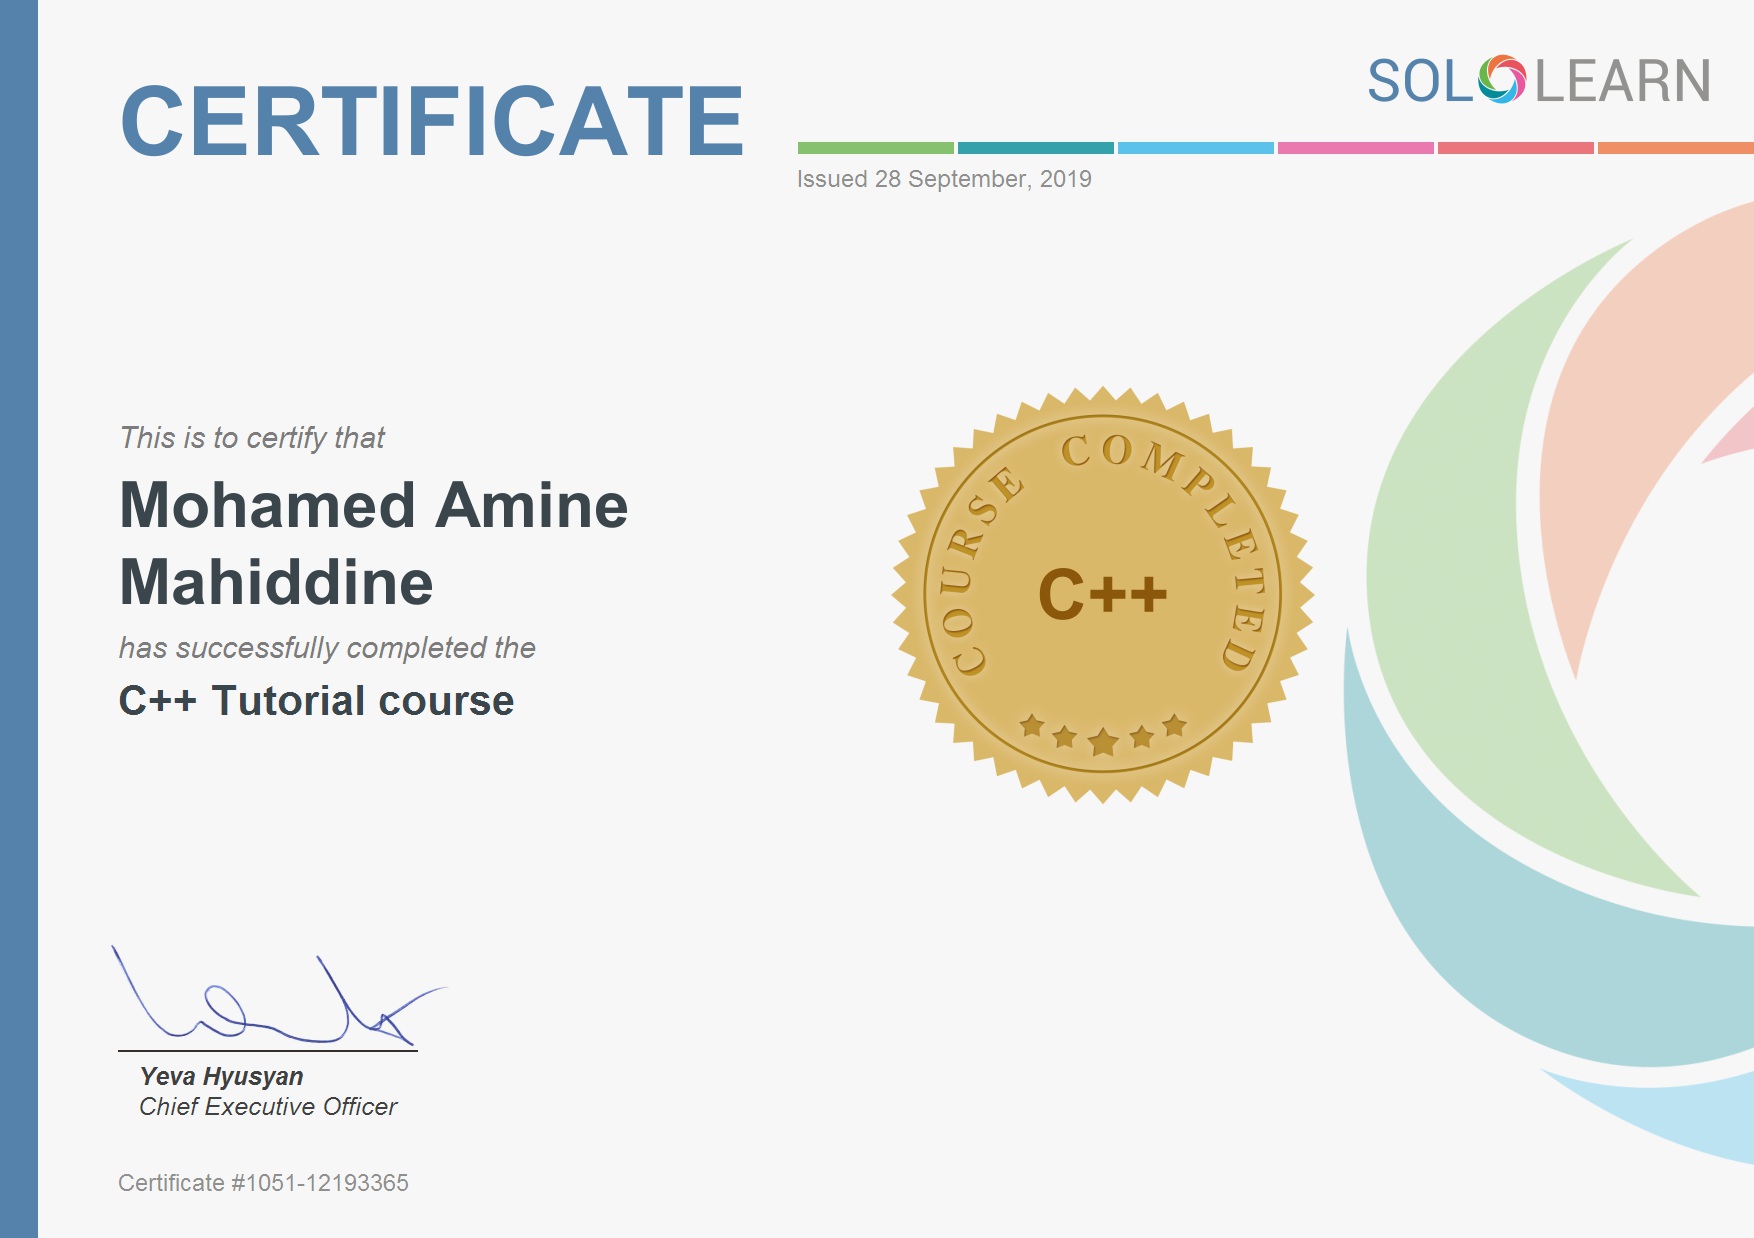 CERTIFICATE
SOLOLEARN
Issued 28 September, 2019
This is to certify that
Mohamed Amine
Mahiddine
has successfully completed the
C++ Tutorial course
COURSE COMPLETED
C++
Yeva Hyusyan
Chief Executive Officer
Certificate #1051-12193365